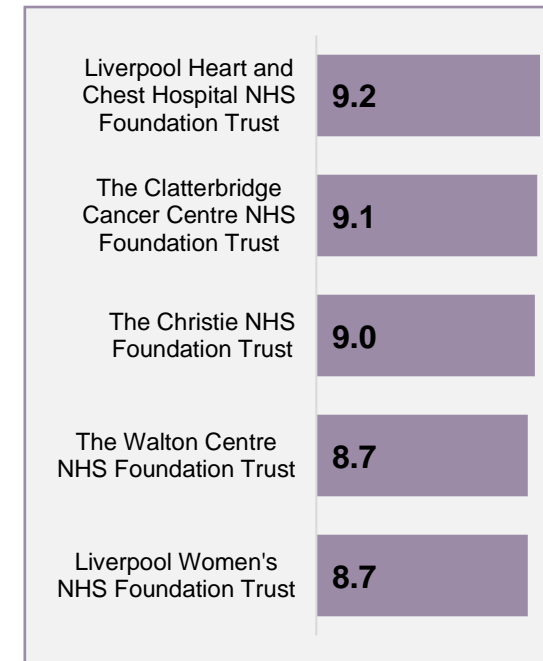 Liverpool Heart and
Chest Hospital NHS
Foundation Trust
9.2
The Clatterbridge
Cancer Centre NHS
Foundation Trust
9.1
The Christie NHS
Foundation Trust
9.0
The Walton Centre
NHS Foundation Trust
8.7
Liverpool Women's
NHS Foundation Trust
8.7